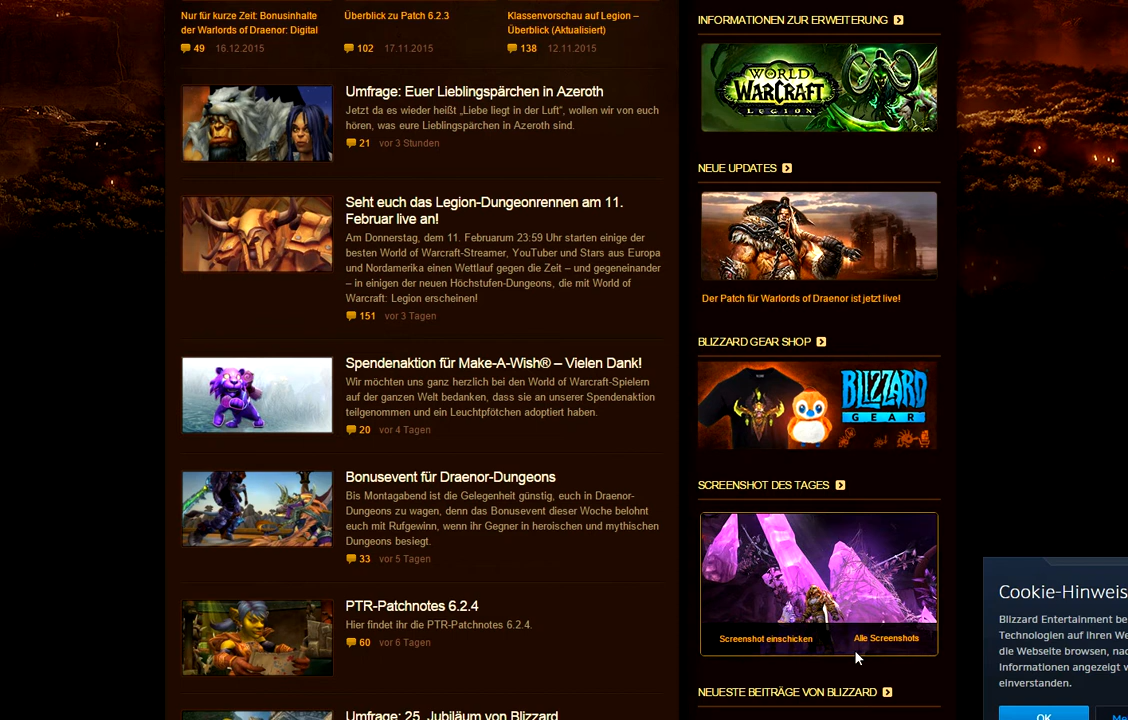 Nur für kurze Zeit: Bonusinhalte
der Warlords of Draenor: Digital
49 16.12.2015
Überblick zu Patch 6.2.3
102 17.11.2015
Klassenvorschau auf Legion –
Überblick (Aktualisiert)
138 12.11.2015
Umfrage: Euer Lieblingspärchen in Azeroth
Jetzt da es wieder heißt „Liebe liegt in der Luft“, wollen wir von euch
hören, was eure Lieblingspärchen in Azeroth sind.
21 vor 3 Stunden
Seht euch das Legion-Dungeonrennen am 11.
Februar live an!
Am Donnerstag, dem 11. Februarum 23:59 Uhr starten einige der
besten World of Warcraft-Streamer, YouTuber und Stars aus Europa
und Nordamerika einen Wettlauf gegen die Zeit – und gegeneinander
– in einigen der neuen Höchstufen-Dungeons, die mit World of
Warcraft: Legion erscheinen!
151 vor 3 Tagen
Spendenaktion für Make-A-Wish® – Vielen Dank!
Wir möchten uns ganz herzlich bei den World of Warcraft-Spielern
auf der ganzen Welt bedanken, dass sie an unserer Spendenaktion
teilgenommen und ein Leuchtpfötchen adoptiert haben.
20 vor 4 Tagen
Bonusevent für Draenor-Dungeons
Bis Montagabend ist die Gelegenheit günstig, euch in Draenor-
Dungeons zu wagen, denn das Bonusevent dieser Woche belohnt
euch mit Rufgewinn, wenn ihr Gegner in heroischen und mythischen
Dungeons besiegt.
33 vor 5 Tagen
PTR-Patchnotes 6.2.4
Hier findet ihr die PTR-Patchnotes 6.2.4.
60 vor 6 Tagen
Umfrage: 25. Jubiläum von Blizzard
INFORMATIONEN ZUR ERWEITERUNG
WORLD
OF
WARCRAFT
LEGION
NEUE UPDATES
Der Patch für Warlords of Draenor ist jetzt live!
BLIZZARD GEAR SHOP
BLIZZARD
GEAR
SCREENSHOT DES TAGES
Screenshot einschicken Alle Screenshots
NEUESTE BEITRÄGE VON BLIZZARD
Cookie-Hinweis
Blizzard Entertainment be
Technologien auf Ihren We
die Webseite browsen, nac
Informationen angezeigt v
einverstanden.
OK Me